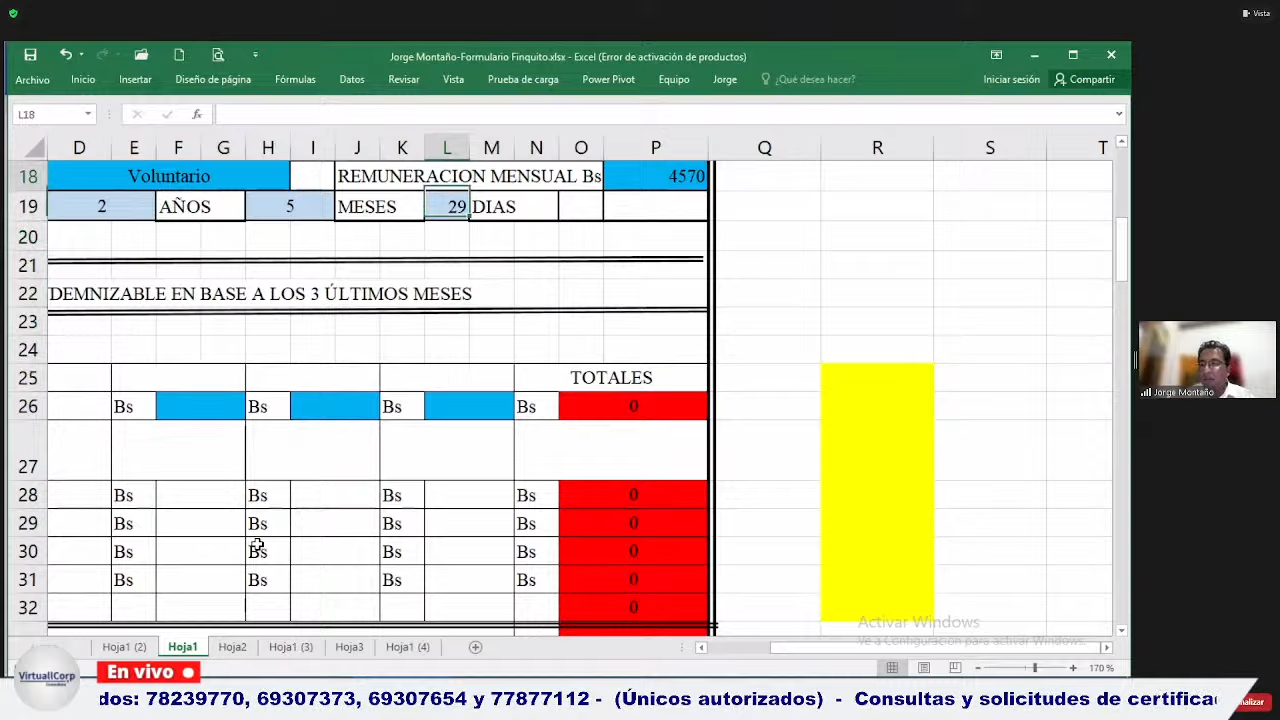 Vista
Jorge Montaño-Formulario Finquito.xlsx - Excel (Error de activación de productos)
Archivo Inicio Insertar Diseño de página Fórmulas Datos Revisar Vista Prueba de carga Power Pivot Equipo Jorge ¿Qué desea hacer? Iniciar sesión Compartir
L18 fx
D E F G H I J K L M N O P Q R S T
18 Voluntario REMUNERACION MENSUAL Bs 4570
19 2 AÑOS 5 MESES 29 DIAS
20
21
22 DEMNIZABLE EN BASE A LOS 3 ÚLTIMOS MESES
23
24
25 TOTALES
26 Bs Bs Bs Bs 0
27
28 Bs Bs Bs Bs 0
29 Bs Bs Bs Bs 0
30 Bs Bs Bs Bs 0
31 Bs Bs Bs Bs 0
32 0
Jorge Montaño
Activar Windows
Ve a Configuración para activar Windows.
Hoja1 (2) Hoja1 Hoja2 Hoja3 Hoja1 (4)
170 %
VirtuallCorp
En vivo
dos: 78239770, 69307373, 69307654 y 77877112 - (Únicos autorizados) - Consultas y solicitudes de certifica